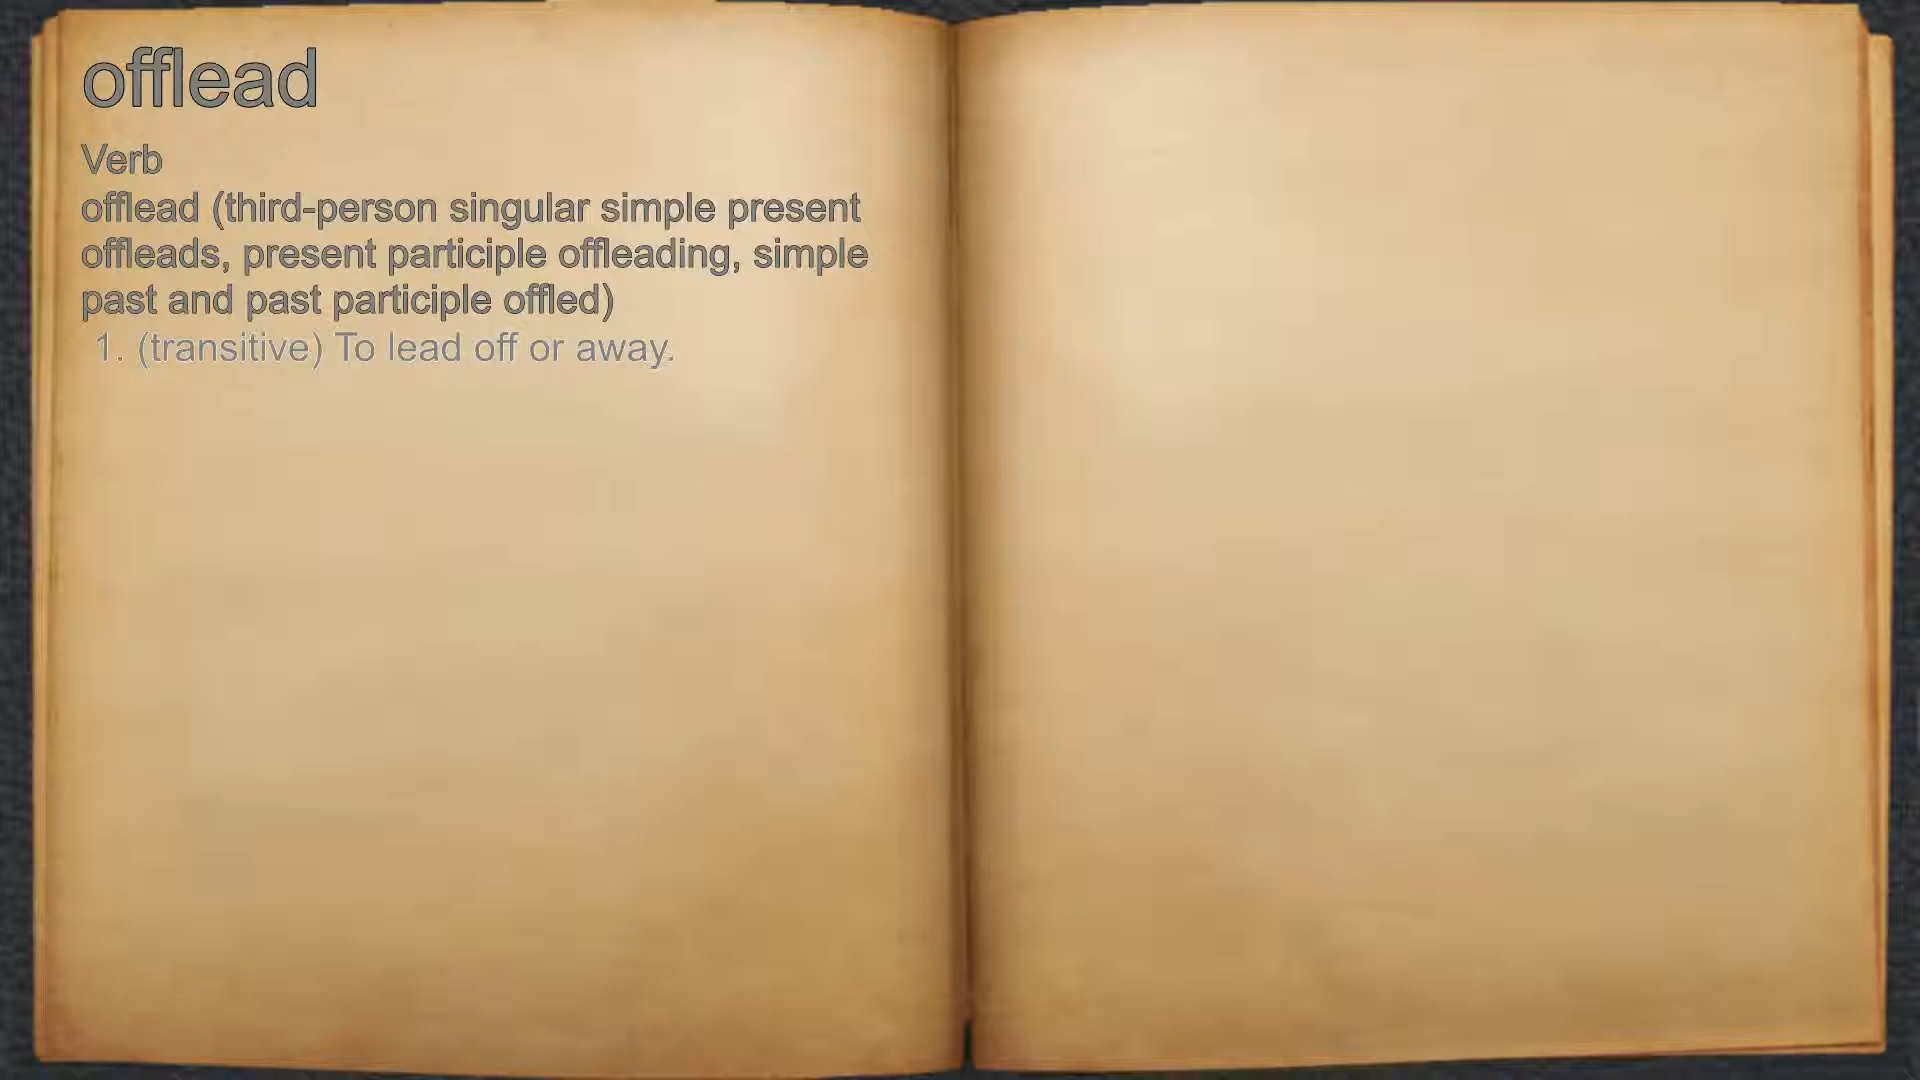 offlead
Verb
offlead (third-person singular simple present
offleads, present participle offleading, simple
past and past participle offled)
1. (transitive) To lead off or away.